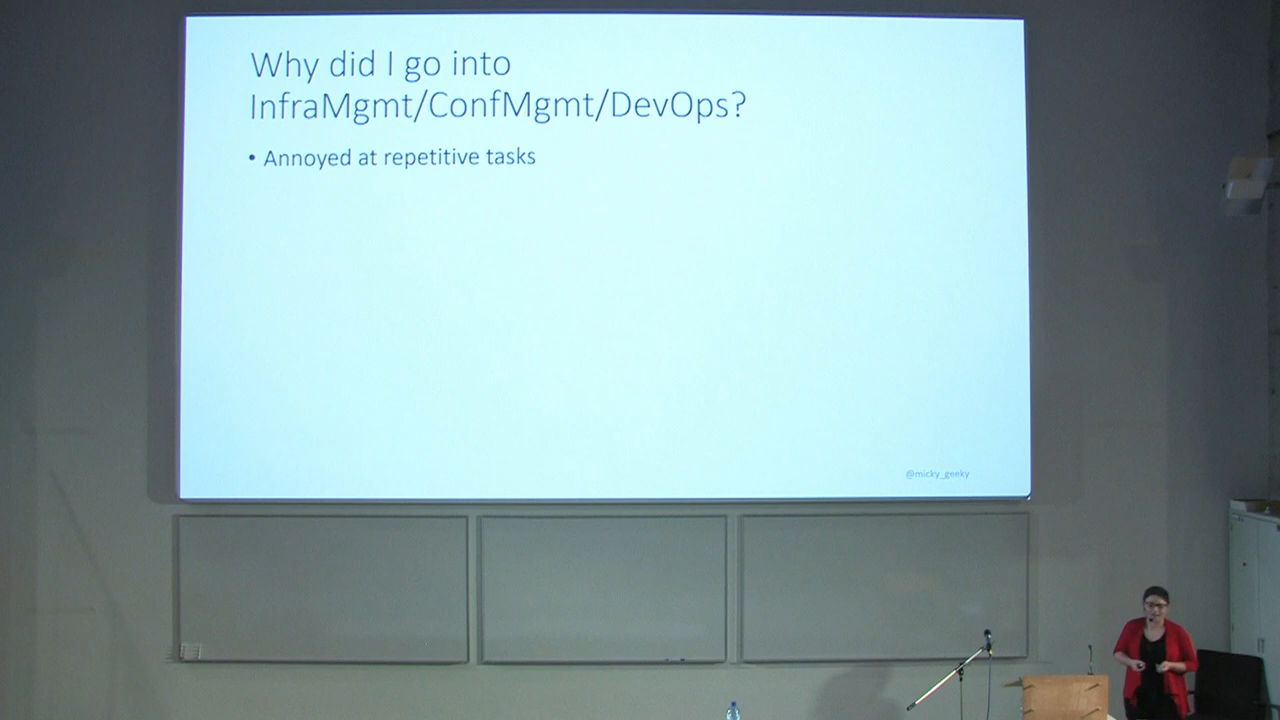 Why did I go into
InfraMgmt/ConfMgmt/DevOps?
• Annoyed at repetitive tasks
@micky_geeky